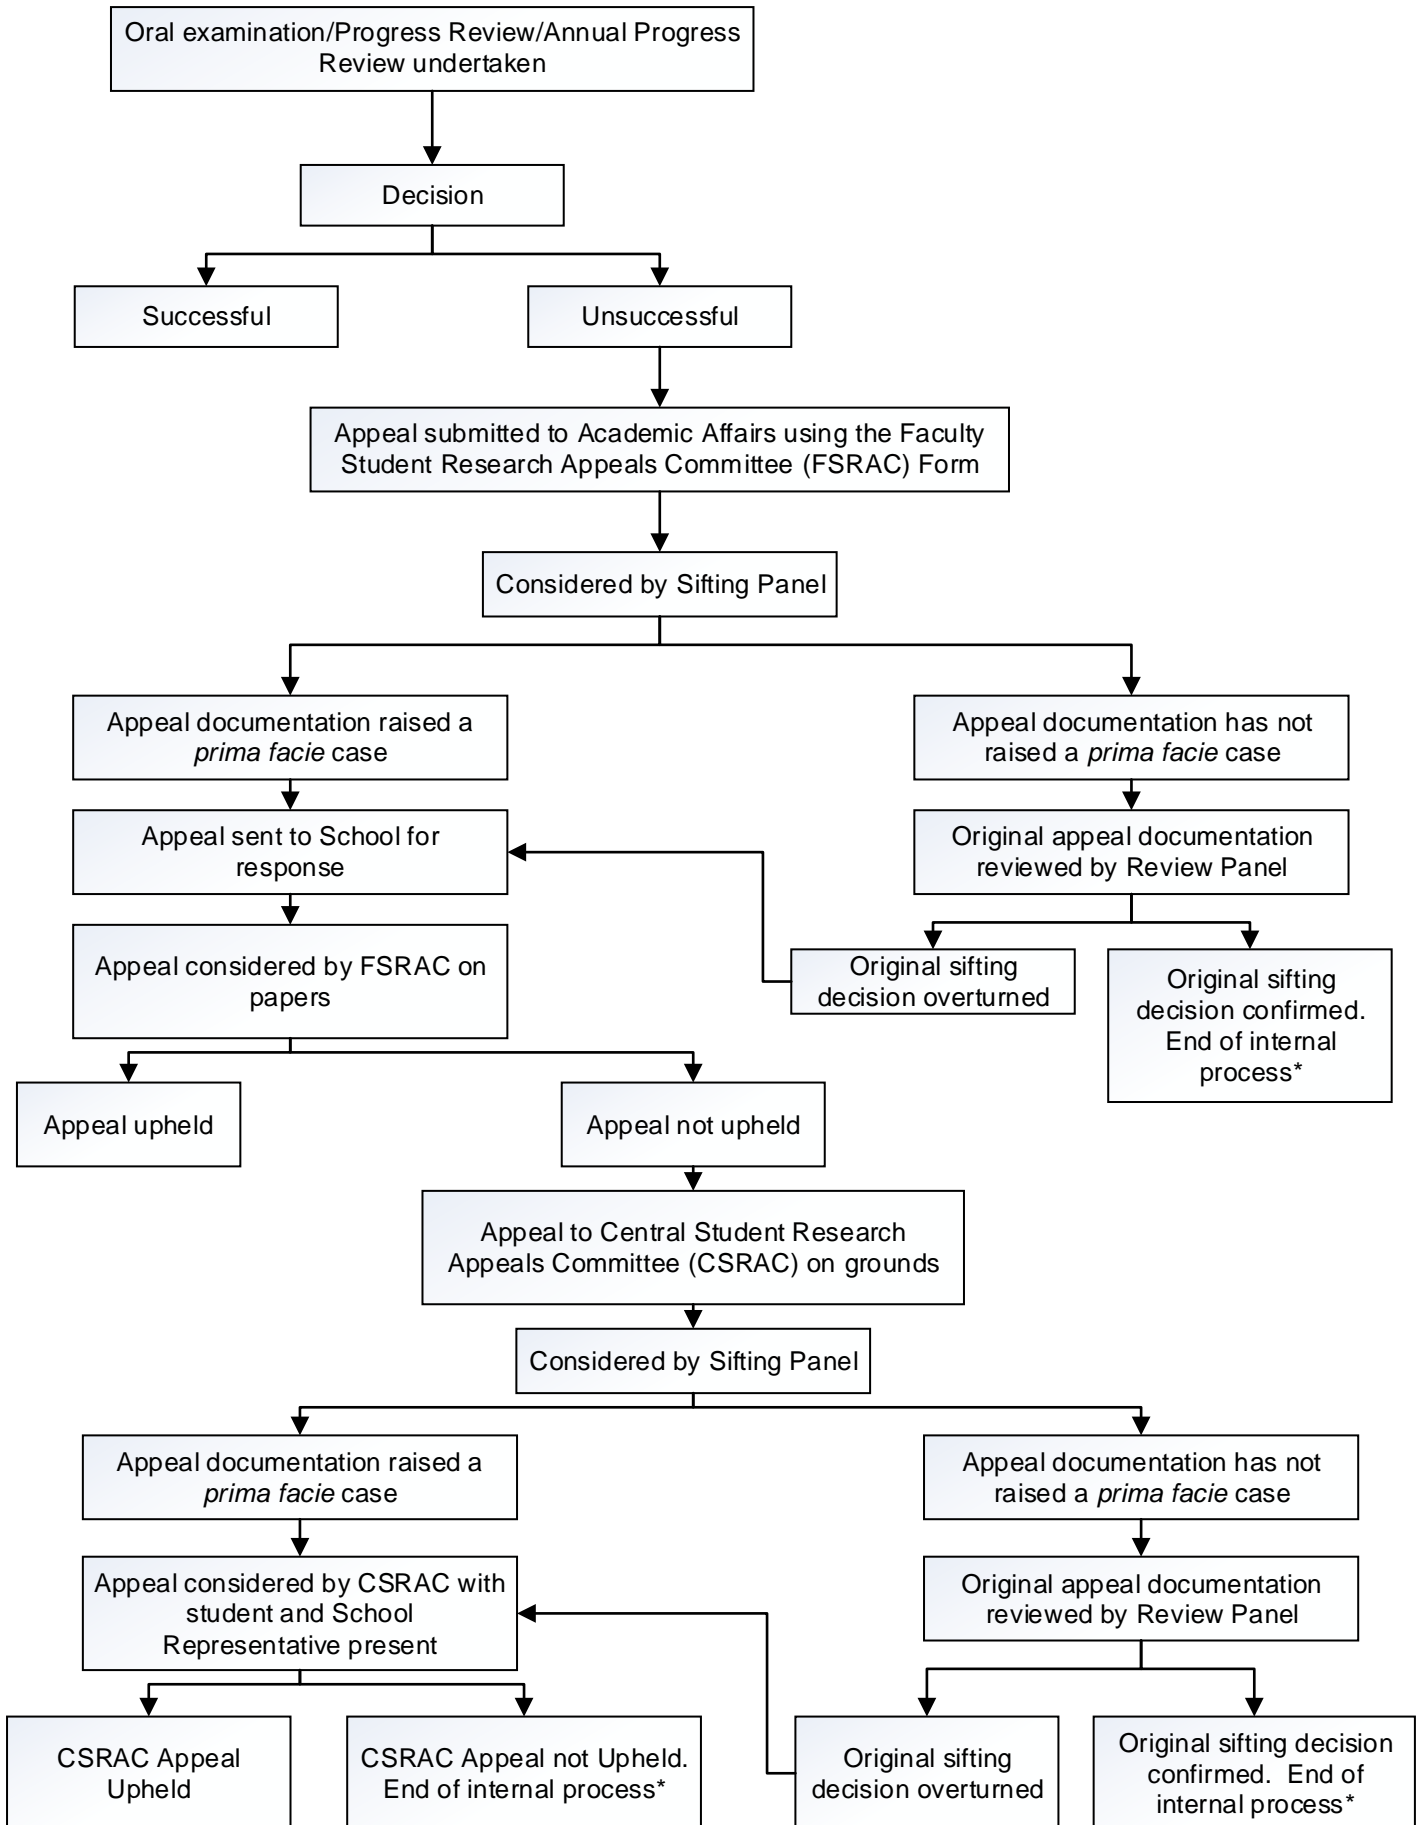 Oral examination/Progress Review/Annual Progress
Review undertaken
Decision
Successful
Unsuccessful
Appeal submitted to Academic Affairs using the Faculty
Student Research Appeals Committee (FSRAC) Form
Considered by Sifting Panel
Appeal documentation raised a
prima facie case
Appeal documentation has not
raised a prima facie case
Appeal sent to School for
response
Original appeal documentation
reviewed by Review Panel
Appeal considered by FSRAC on
papers
Original sifting
decision overturned
Original sifting
decision confirmed.
End of internal
process*
Appeal upheld
Appeal not upheld
Appeal to Central Student Research
Appeals Committee (CSRAC) on grounds
Considered by Sifting Panel
Appeal documentation raised a
prima facie case
Appeal documentation has not
raised a prima facie case
Appeal considered by CSRAC with
student and School
Representative present
Original appeal documentation
reviewed by Review Panel
CSRAC Appeal
Upheld
CSRAC Appeal not Upheld.
End of internal process*
Original sifting
decision overturned
Original sifting decision
confirmed.  End of
internal process*